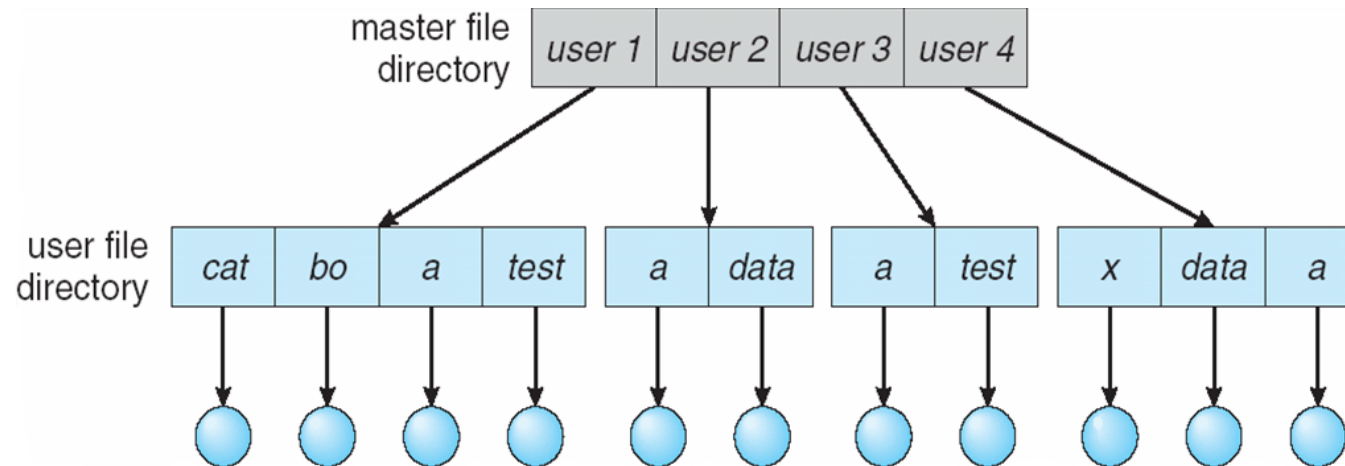 master file directory
user 1 user 2 user 3 user 4
user file directory
cat bo a test a data a test x data a